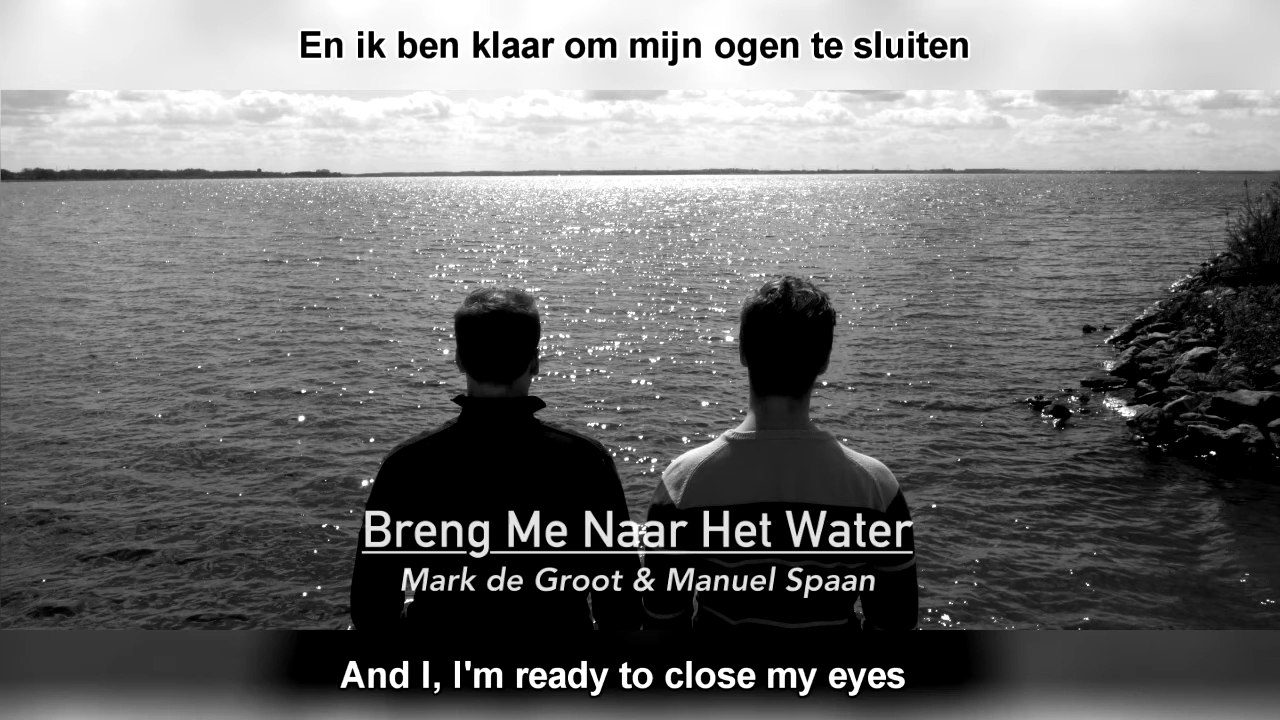 En ik ben klaar om mijn ogen te sluiten
Breng Me Naar Het Water
Mark de Groot & Manuel Spaan
And I, I'm ready to close my eyes